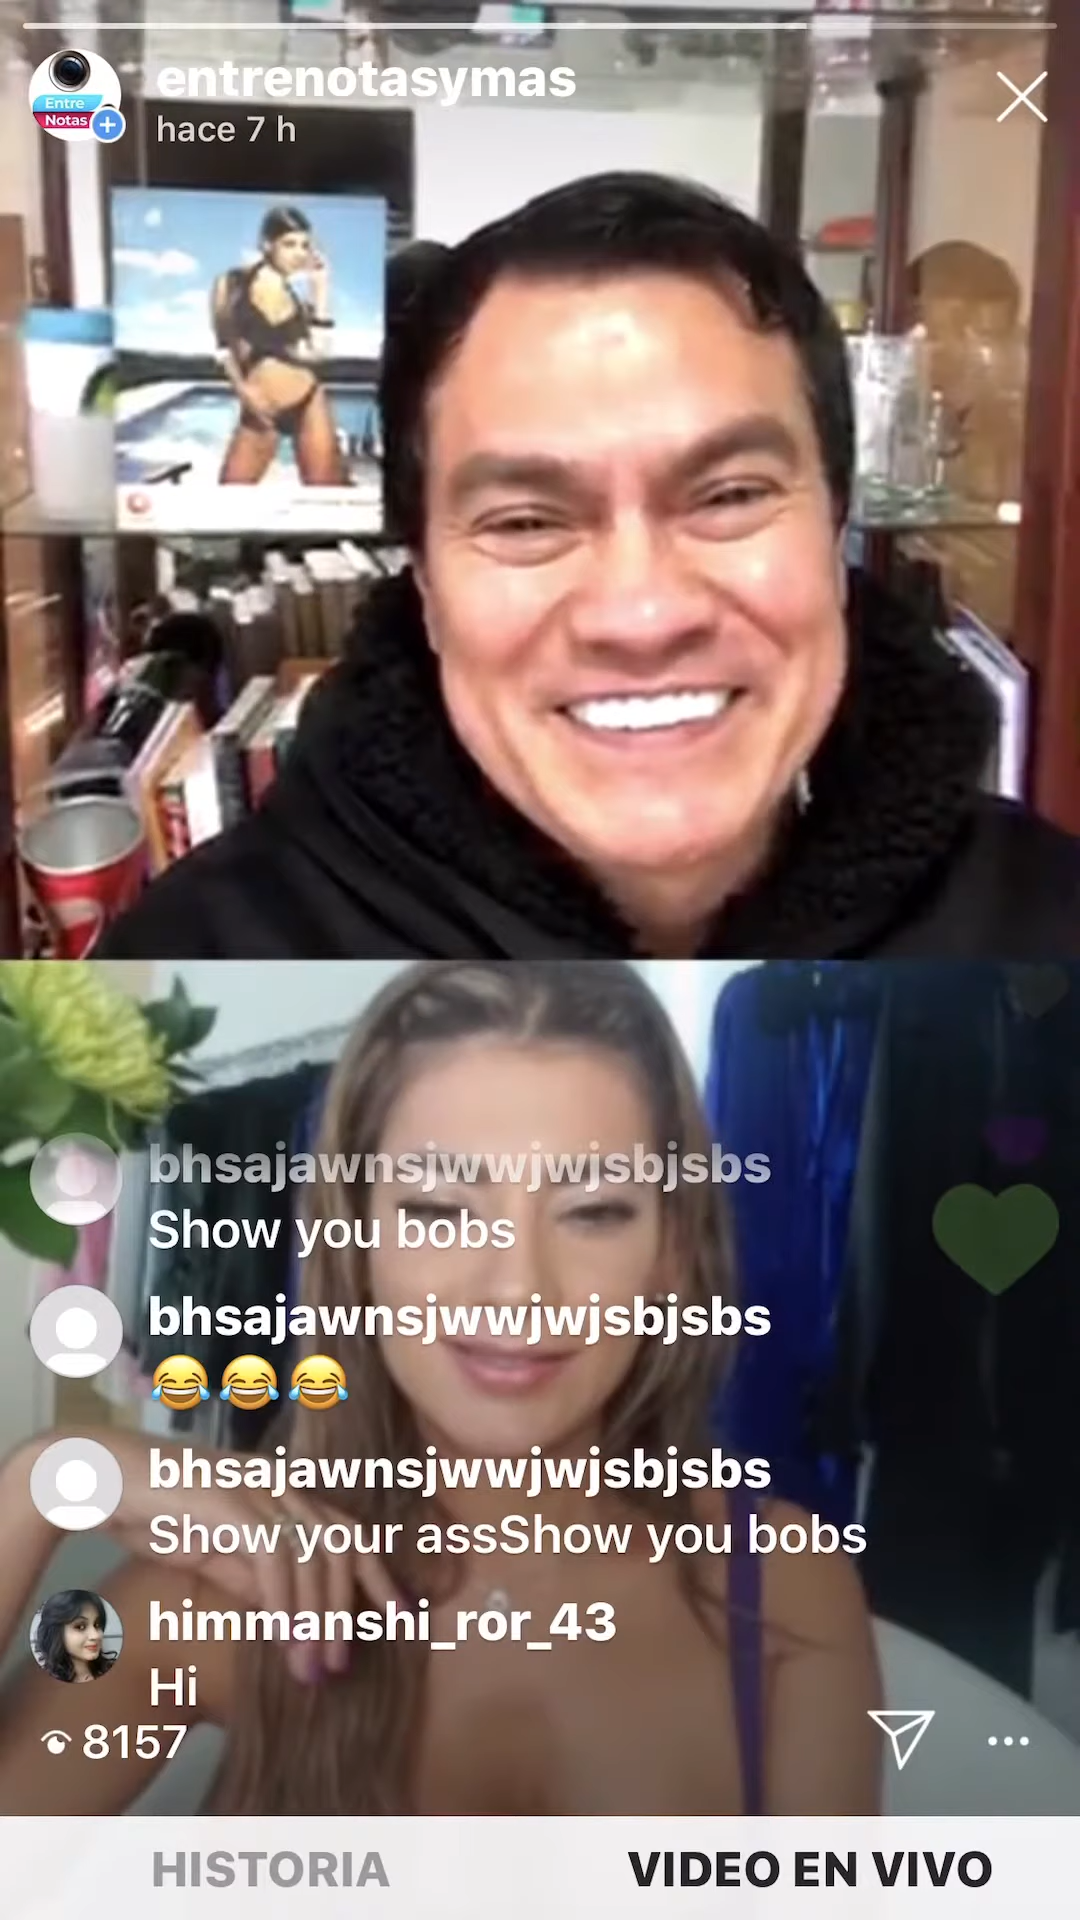 entrenotasymas
hace 7 h
Entre
Notas
bhsajawnsjwwjwjsbjsbs
Show you bobs
bhsajawnsjwwjwjsbjsbs
😂😂😂
bhsajawnsjwwjwjsbjsbs
Show your assShow you bobs
himmanshi_ror_43
Hi
8157
HISTORIA
VIDEO EN VIVO